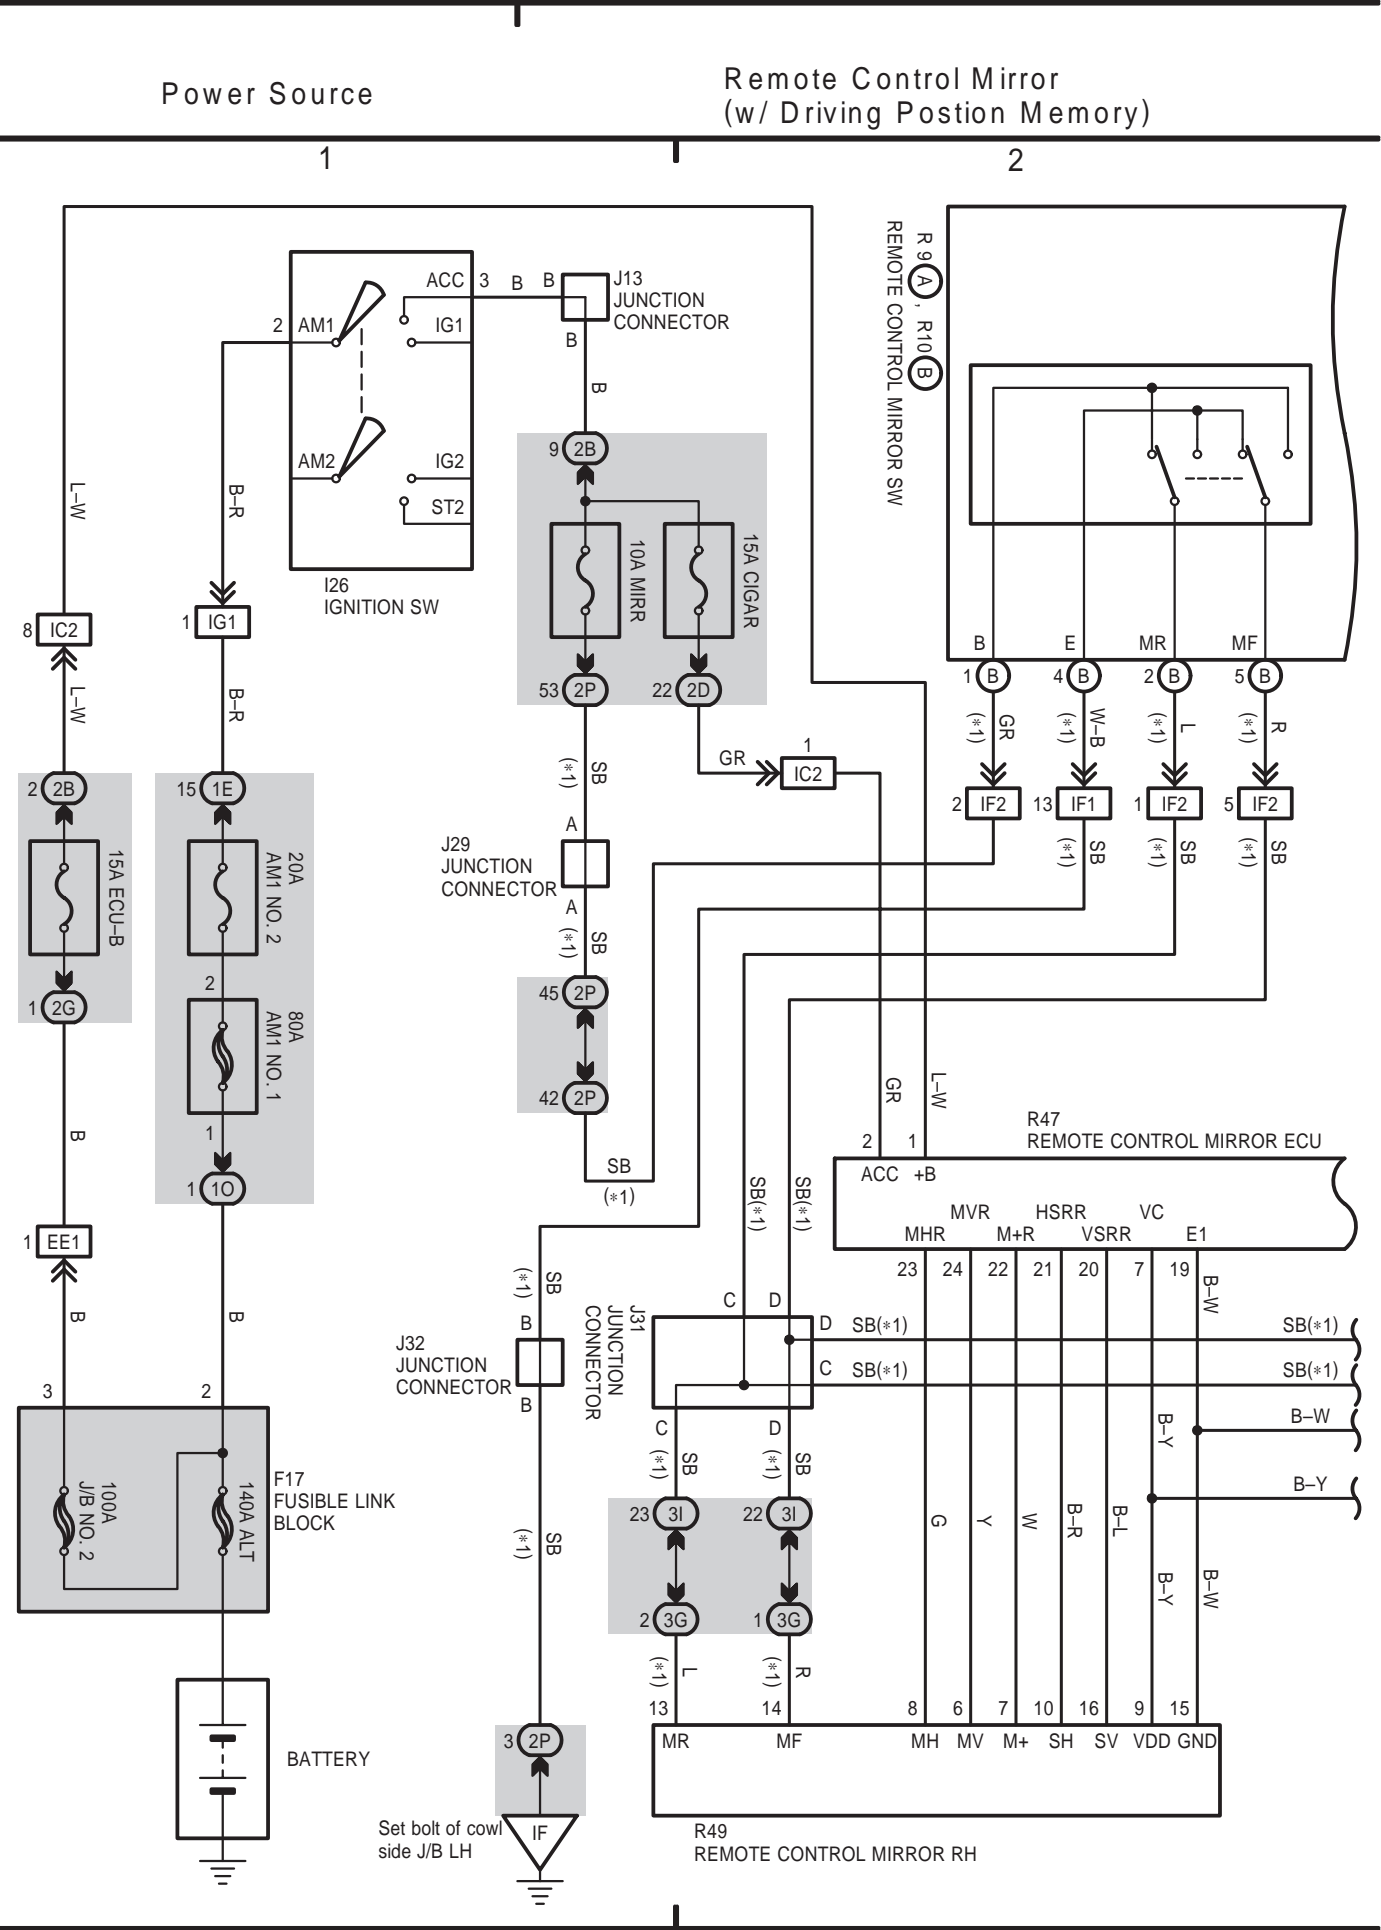 Power Source
Remote Control Mirror
(w/ Driving Postion Memory)
1
2
R 9 A , R10 B
REMOTE CONTROL MIRROR SW
ACC
3
B
B
J13
JUNCTION
CONNECTOR
2
AM1
IG1
B
B
AM2
IG2
ST2
I26
IGNITION SW
L–W
B–R
9
2B
10A MIRR
15A CIGAR
8
IC2
1
IG1
L–W
B–R
53
2P
22
2D
B
E
MR
MF
1
B
4
B
2
B
5
B
(*1)
GR
(*1)
W–B
(*1)
L
(*1)
R
GR
1
IC2
(*1)
SB
2
IF2
13
IF1
1
IF2
5
IF2
(*1)
SB
(*1)
SB
(*1)
SB
2
2B
15
1E
15A ECU–B
20A
AM1 NO. 2
A
J29
JUNCTION
CONNECTOR
A
(*1)
SB
2
80A
AM1 NO. 1
1
1
2G
45
2P
42
2P
SB
(*1)
B
1
1O
1
EE1
B
B
GR
L–W
R47
REMOTE CONTROL MIRROR ECU
2
1
ACC
+B
MVR
HSRR
VC
MHR
M+R
VSRR
E1
23
24
22
21
20
7
19
B–W
SB(*1)
SB(*1)
(*1)
SB
B
J32
JUNCTION
CONNECTOR
B
J31
JUNCTION
CONNECTOR
C
D
D
SB(*1)
SB(*1)
C
SB(*1)
SB(*1)
C
D
B–Y
B–W
B–Y
3
2
F17
FUSIBLE LINK
BLOCK
100A
J/B NO. 2
140A ALT
(*1)
SB
(*1)
SB
(*1)
SB
23
3I
22
3I
2
3G
1
3G
G
Y
W
B–R
B–L
B–Y
B–W
(*1)
L
(*1)
R
13
14
8
6
7
10
16
9
15
MR
MF
MH
MV
M+
SH
SV
VDD
GND
R49
REMOTE CONTROL MIRROR RH
BATTERY
3
2P
Set bolt of cowl
side J/B LH
IF